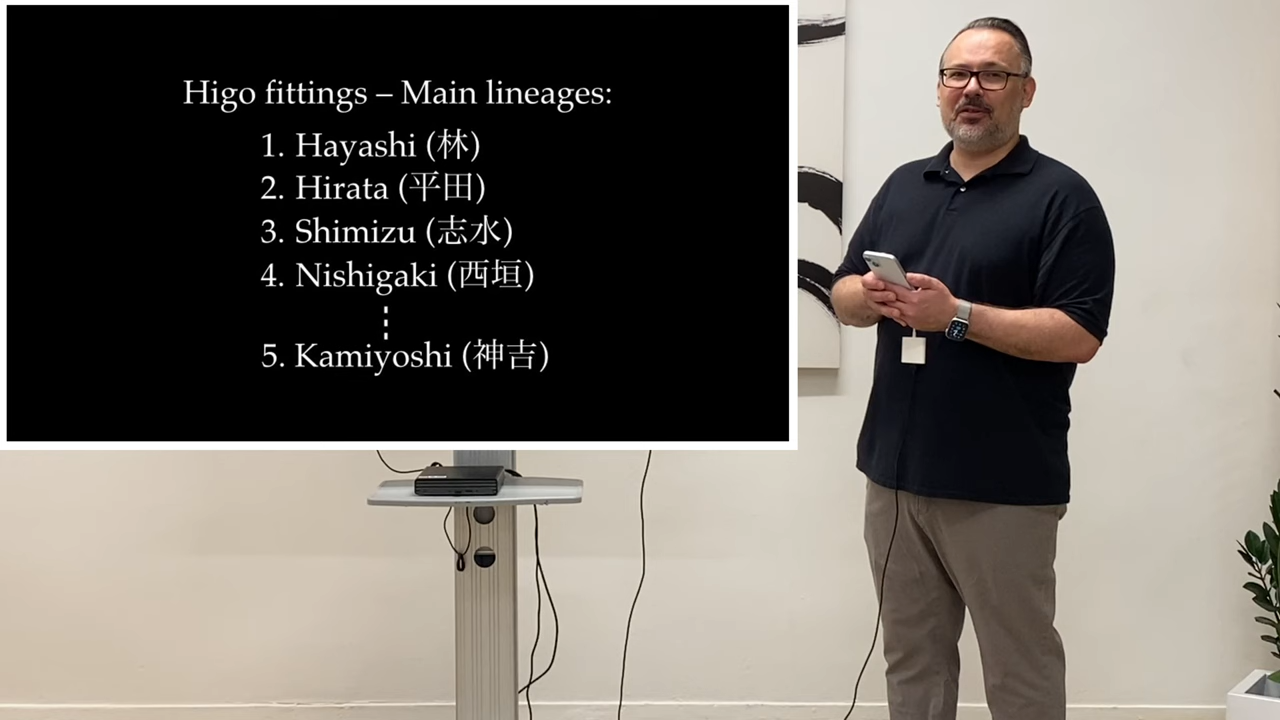 Higo fittings – Main lineages:
1. Hayashi (林)
2. Hirata (平田)
3. Shimizu (志水)
4. Nishigaki (西垣)
5. Kamiyoshi (神吉)